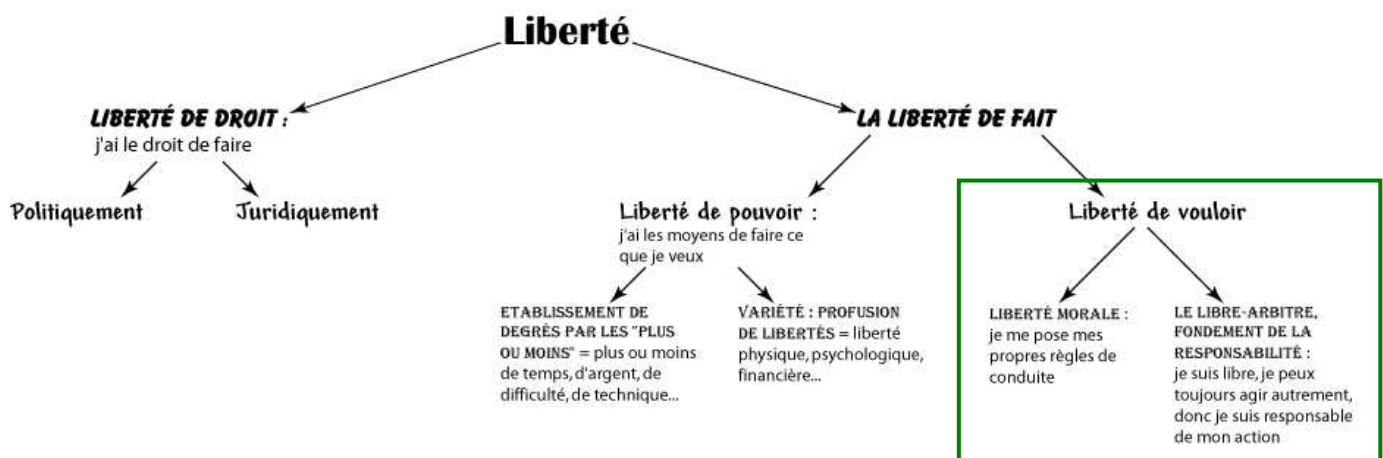 Liberté
LIBERTÉ DE DROIT :
j'ai le droit de faire
LA LIBERTÉ DE FAIT
Politiquement
Juridiquement
Liberté de pouvoir :
j'ai les moyens de faire ce
que je veux
Liberté de vouloir
ETABLISSEMENT DE
DEGRÉS PAR LES "PLUS
OU MOINS" = plus ou moins
de temps, d'argent, de
difficulté, de technique...
VARIÉTÉ : PROFUSION
DE LIBERTÉS = liberté
physique, psychologique,
financière...
LIBERTÉ MORALE :
je me pose mes
propres règles de
conduite
LE LIBRE-ARBITRE,
FONDEMENT DE LA
RESPONSABILITÉ :
je suis libre, je peux
toujours agir autrement,
donc je suis responsable
de mon action